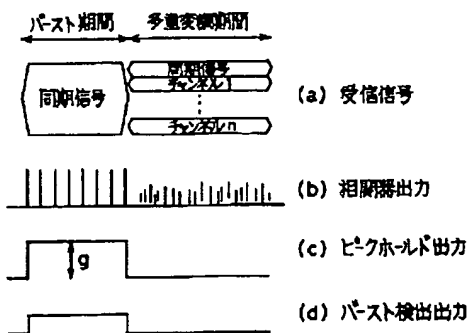 バースト期間 多重変調期間
同期信号
同期信号
チャンネル1
⋮
チャンネルn
(a) 受信信号
(b) 相関器出力
(c) ピークホールド出力
g
(d) バースト検出出力